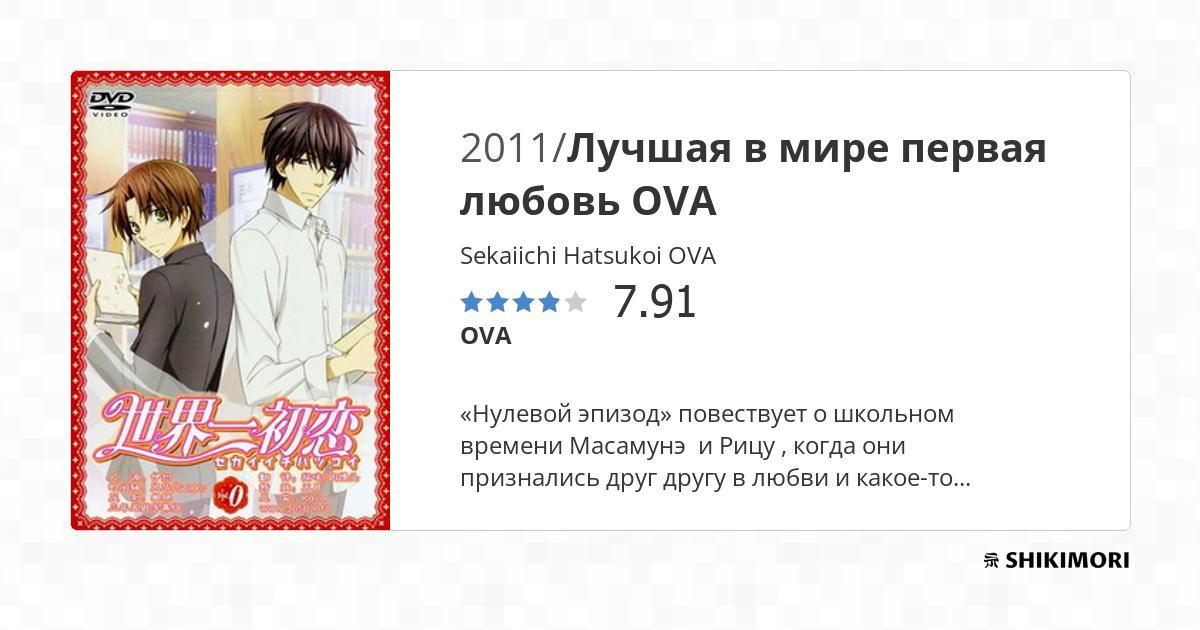 DVD
VIDEO
世界一初恋
セカイイチハツコイ
0
2011/Лучшая в мире первая
любовь OVA
Sekaiichi Hatsukoi OVA
7.91
OVA
«Нулевой эпизод» повествует о школьном
времени Масамунэ  и Рицу , когда они
признались друг другу в любви и какое-то...
SHIKIMORI